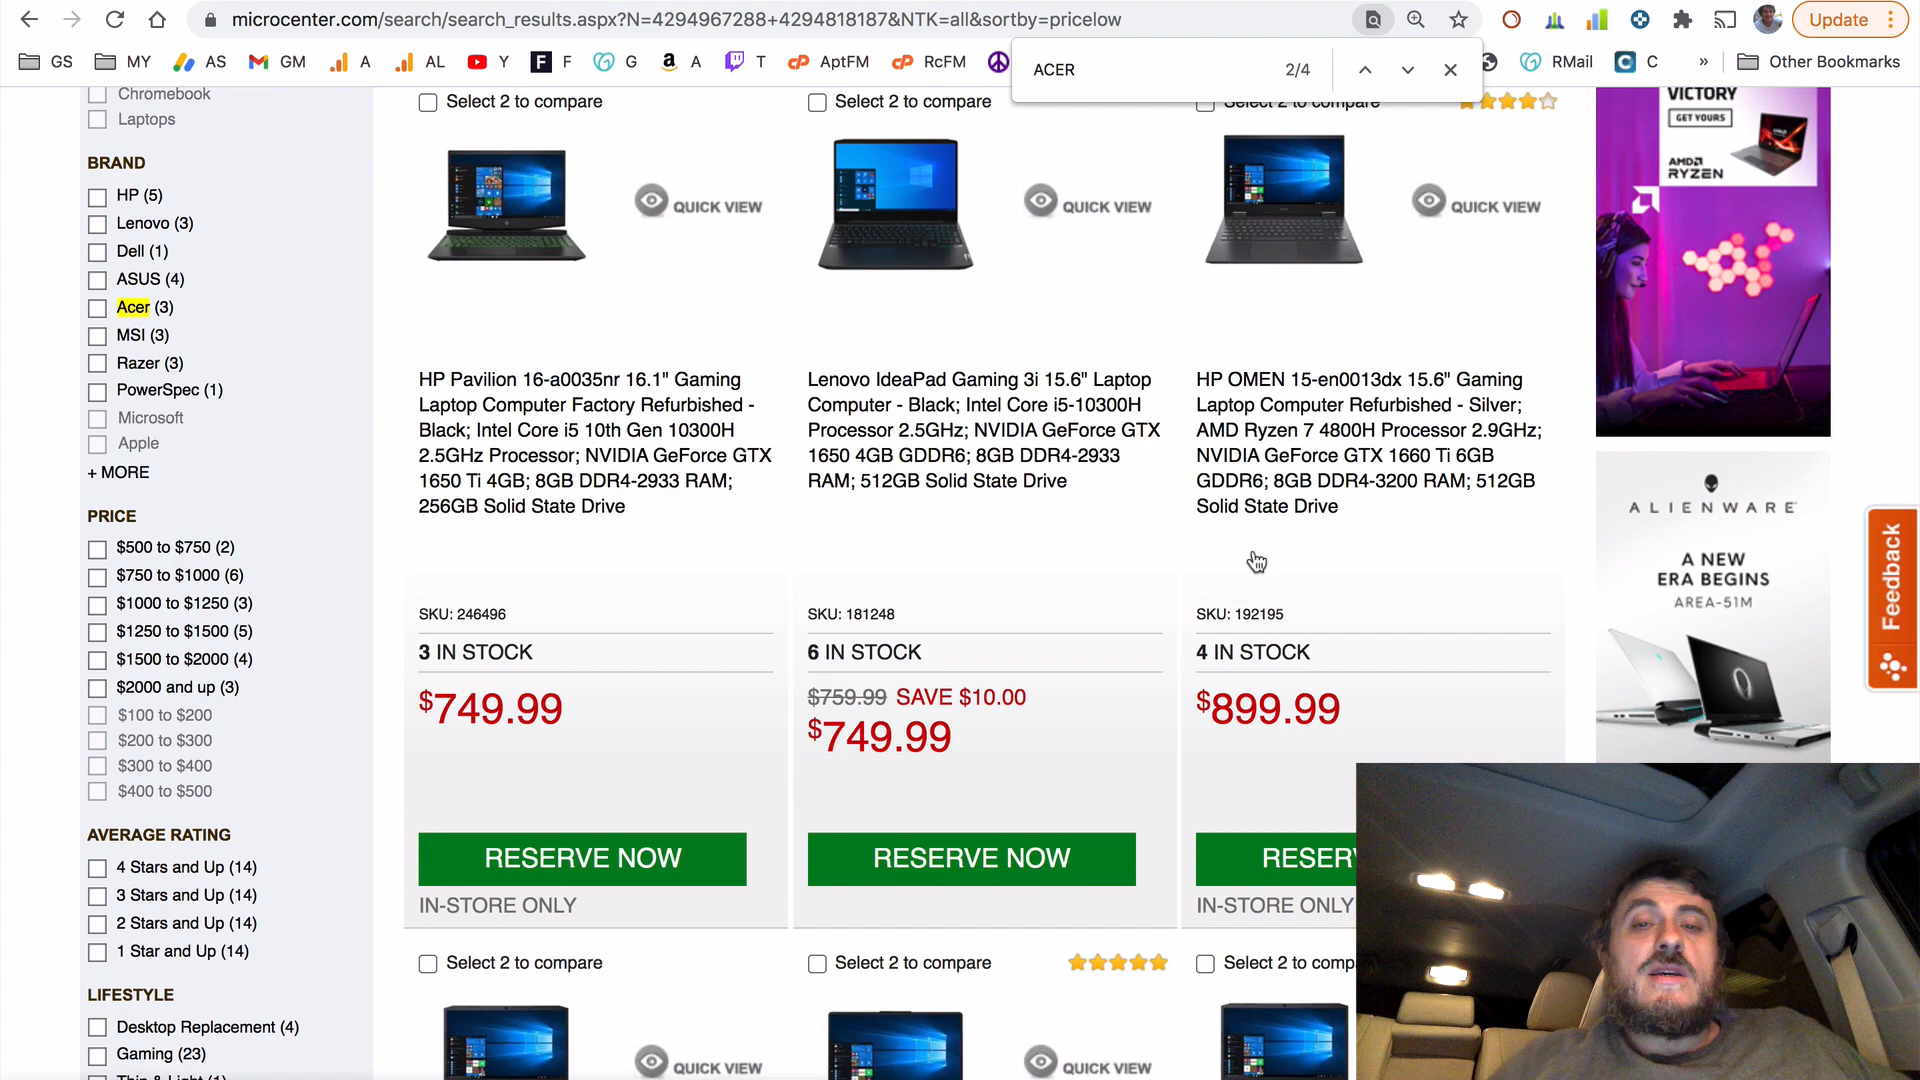 microcenter.com/search/search_results.aspx?N=4294967288+4294818187&NTK=all&sortby=pricelow
Update
GS
MY
AS
GM
A
AL
Y
F
G
A
T
AptFM
RcFM
RMail
C
»
Other Bookmarks
ACER
2/4
Chromebook
Laptops
BRAND
HP (5)
Lenovo (3)
Dell (1)
ASUS (4)
Acer (3)
MSI (3)
Razer (3)
PowerSpec (1)
Microsoft
Apple
+ MORE
PRICE
$500 to $750 (2)
$750 to $1000 (6)
$1000 to $1250 (3)
$1250 to $1500 (5)
$1500 to $2000 (4)
$2000 and up (3)
$100 to $200
$200 to $300
$300 to $400
$400 to $500
AVERAGE RATING
4 Stars and Up (14)
3 Stars and Up (14)
2 Stars and Up (14)
1 Star and Up (14)
LIFESTYLE
Desktop Replacement (4)
Gaming (23)
Thin & Light (1)
Select 2 to compare
QUICK VIEW
HP Pavilion 16-a0035nr 16.1" Gaming
Laptop Computer Factory Refurbished -
Black; Intel Core i5 10th Gen 10300H
2.5GHz Processor; NVIDIA GeForce GTX
1650 Ti 4GB; 8GB DDR4-2933 RAM;
256GB Solid State Drive
SKU: 246496
3 IN STOCK
$749.99
RESERVE NOW
IN-STORE ONLY
Select 2 to compare
QUICK VIEW
Select 2 to compare
QUICK VIEW
Lenovo IdeaPad Gaming 3i 15.6" Laptop
Computer - Black; Intel Core i5-10300H
Processor 2.5GHz; NVIDIA GeForce GTX
1650 4GB GDDR6; 8GB DDR4-2933
RAM; 512GB Solid State Drive
SKU: 181248
6 IN STOCK
$759.99 SAVE $10.00
$749.99
RESERVE NOW
Select 2 to compare
QUICK VIEW
Select 2 to compare
QUICK VIEW
HP OMEN 15-en0013dx 15.6" Gaming
Laptop Computer Refurbished - Silver;
AMD Ryzen 7 4800H Processor 2.9GHz;
NVIDIA GeForce GTX 1660 Ti 6GB
GDDR6; 8GB DDR4-3200 RAM; 512GB
Solid State Drive
SKU: 192195
4 IN STOCK
$899.99
RESERV
IN-STORE ONLY
Select 2 to comp
VICTORY
GET YOURS
AMD
RYZEN
ALIENWARE
A NEW
ERA BEGINS
AREA-51M
Feedback